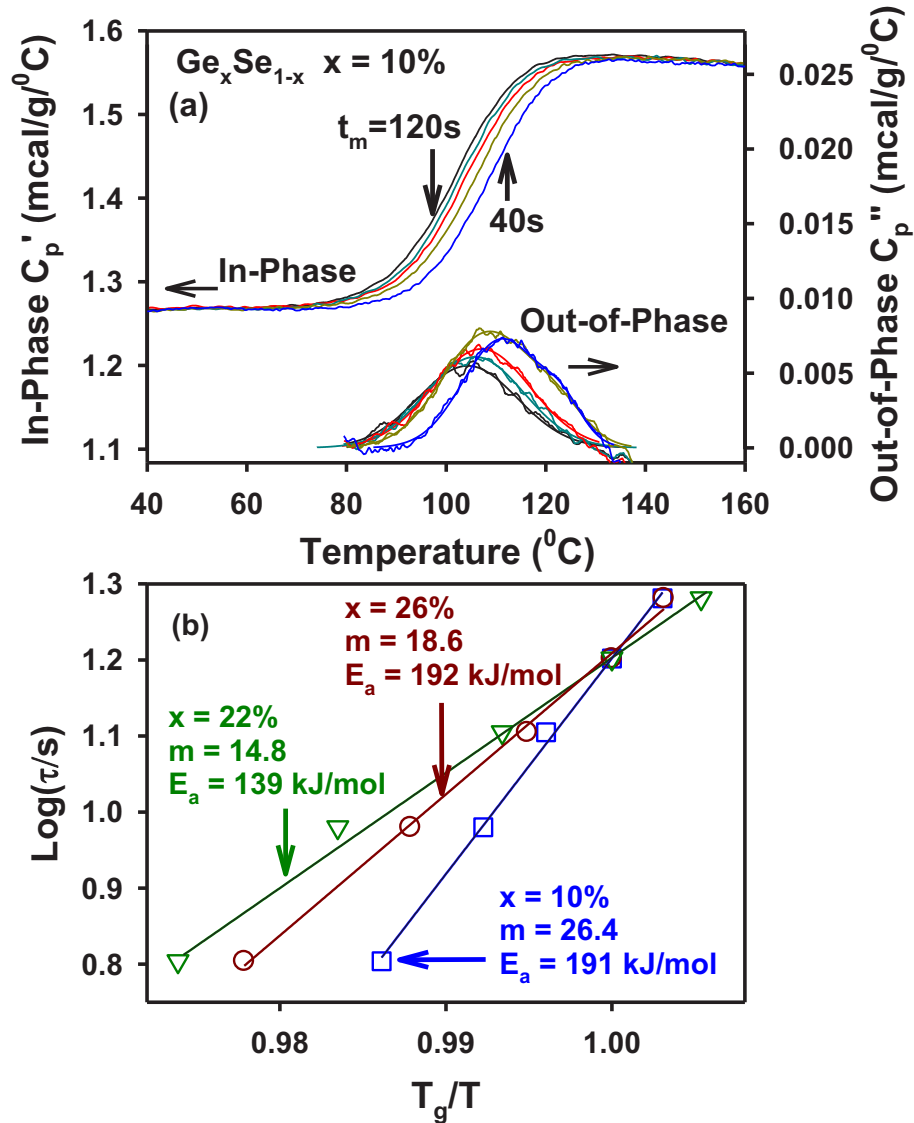 1.6
1.5
1.4
1.3
1.2
1.1
In-Phase Cp' (mcal/g/⁰C)
GexSe1-x x = 10%
(a)
tm=120s
40s
In-Phase
Out-of-Phase
0.025
0.020
0.015
0.010
0.005
0.000
Out-of-Phase Cp" (mcal/g/⁰C)
40 60 80 100 120 140 160
Temperature (⁰C)
1.3
1.2
1.1
1.0
0.9
0.8
Log(τ/s)
(b)
x = 26%
m = 18.6
Ea = 192 kJ/mol
x = 22%
m = 14.8
Ea = 139 kJ/mol
x = 10%
m = 26.4
Ea = 191 kJ/mol
0.98 0.99 1.00
Tg/T